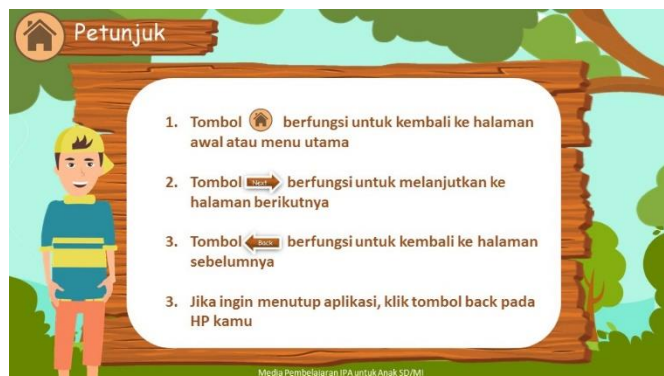 Petunjuk
1. Tombol berfungsi untuk kembali ke halaman
awal atau menu utama
2. Tombol Next berfungsi untuk melanjutkan ke
halaman berikutnya
3. Tombol Back berfungsi untuk kembali ke halaman
sebelumnya
3. Jika ingin menutup aplikasi, klik tombol back pada
HP kamu
Media Pembelajaran IPA untuk Anak SD/MI